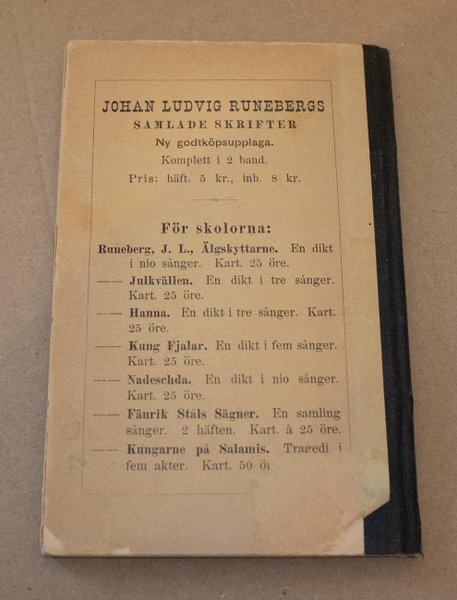 JOHAN LUDVIG RUNEBERGS
SAMLADE SKRIFTER
Ny godtköpsupplaga.
Komplett i 2 band.
Pris: häft. 5 kr., inb. 8 kr.
För skolorna:
Runeberg, J. L., Älgskyttarne. En dikt
i nio sånger. Kart. 25 öre.
—— Julkvällen. En dikt i tre sånger.
Kart. 25 öre.
—— Hanna. En dikt i tre sånger. Kart.
25 öre.
—— Kung Fjalar. En dikt i fem sånger.
Kart. 25 öre.
—— Nadeschda. En dikt i nio sånger.
Kart. 25 öre.
—— Fänrik Ståls Sägner. En samling
sånger. 2 häften. Kart. à 25 öre.
—— Kungarne på Salamis. Tragedi i
fem akter. Kart. 50